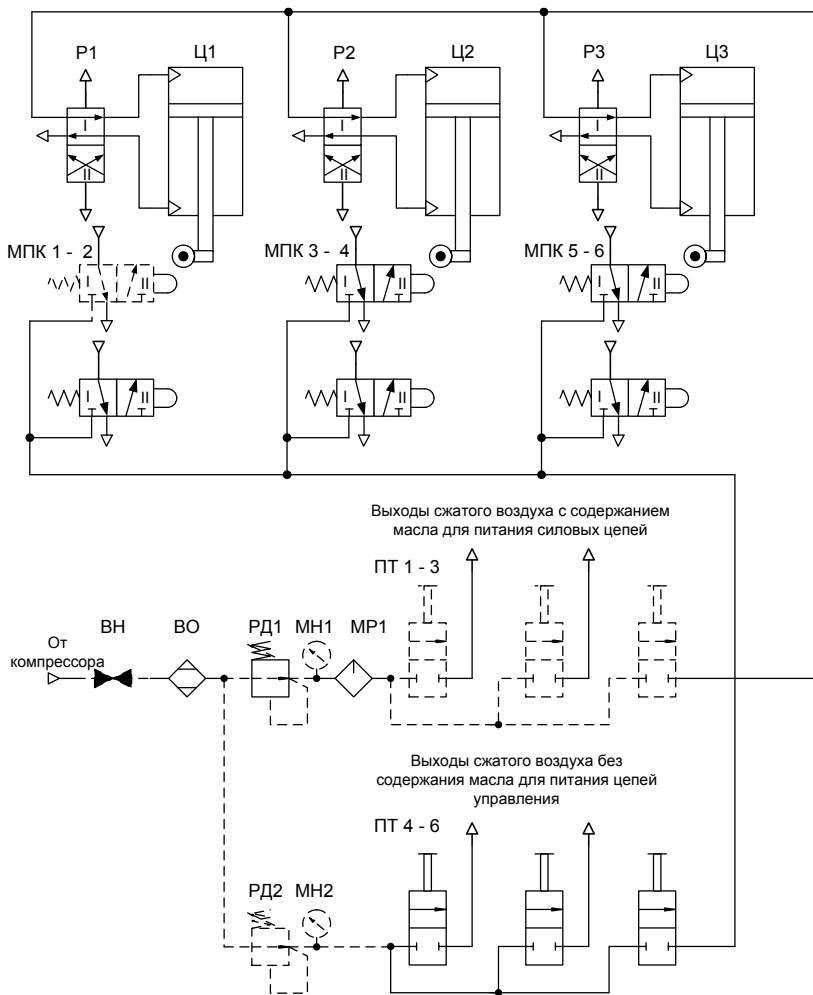 Р1 Ц1 Р2 Ц2 Р3 Ц3
I I I
II II II
МПК 1 - 2 МПК 3 - 4 МПК 5 - 6
I II I II I II
I II I II I II
Выходы сжатого воздуха с содержанием
масла для питания силовых цепей
ПТ 1 - 3
ВН ВО РД1 МН1 МР1
От
компрессора
Выходы сжатого воздуха без
содержания масла для питания цепей
управления
ПТ 4 - 6
РД2 МН2